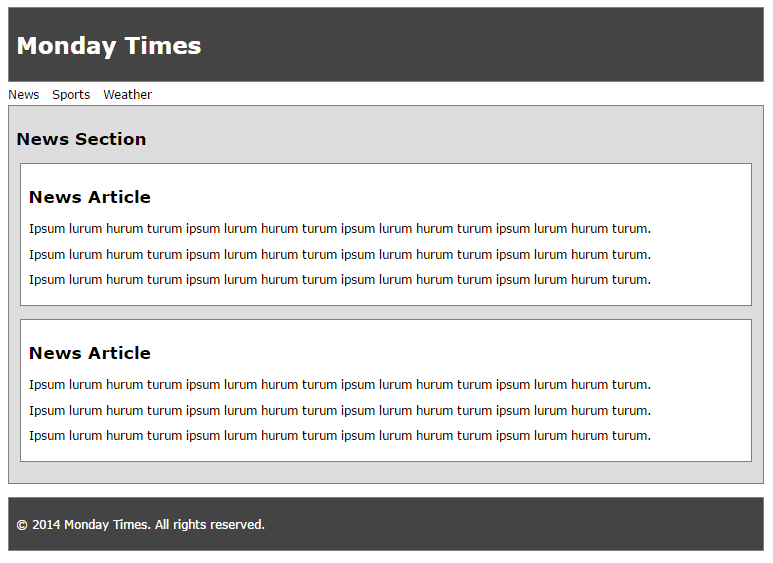 Monday Times
News Sports Weather
News Section
News Article
Ipsum lurum hurum turum ipsum lurum hurum turum ipsum lurum hurum turum ipsum lurum hurum turum.
Ipsum lurum hurum turum ipsum lurum hurum turum ipsum lurum hurum turum ipsum lurum hurum turum.
Ipsum lurum hurum turum ipsum lurum hurum turum ipsum lurum hurum turum ipsum lurum hurum turum.
News Article
Ipsum lurum hurum turum ipsum lurum hurum turum ipsum lurum hurum turum ipsum lurum hurum turum.
Ipsum lurum hurum turum ipsum lurum hurum turum ipsum lurum hurum turum ipsum lurum hurum turum.
Ipsum lurum hurum turum ipsum lurum hurum turum ipsum lurum hurum turum ipsum lurum hurum turum.
© 2014 Monday Times. All rights reserved.